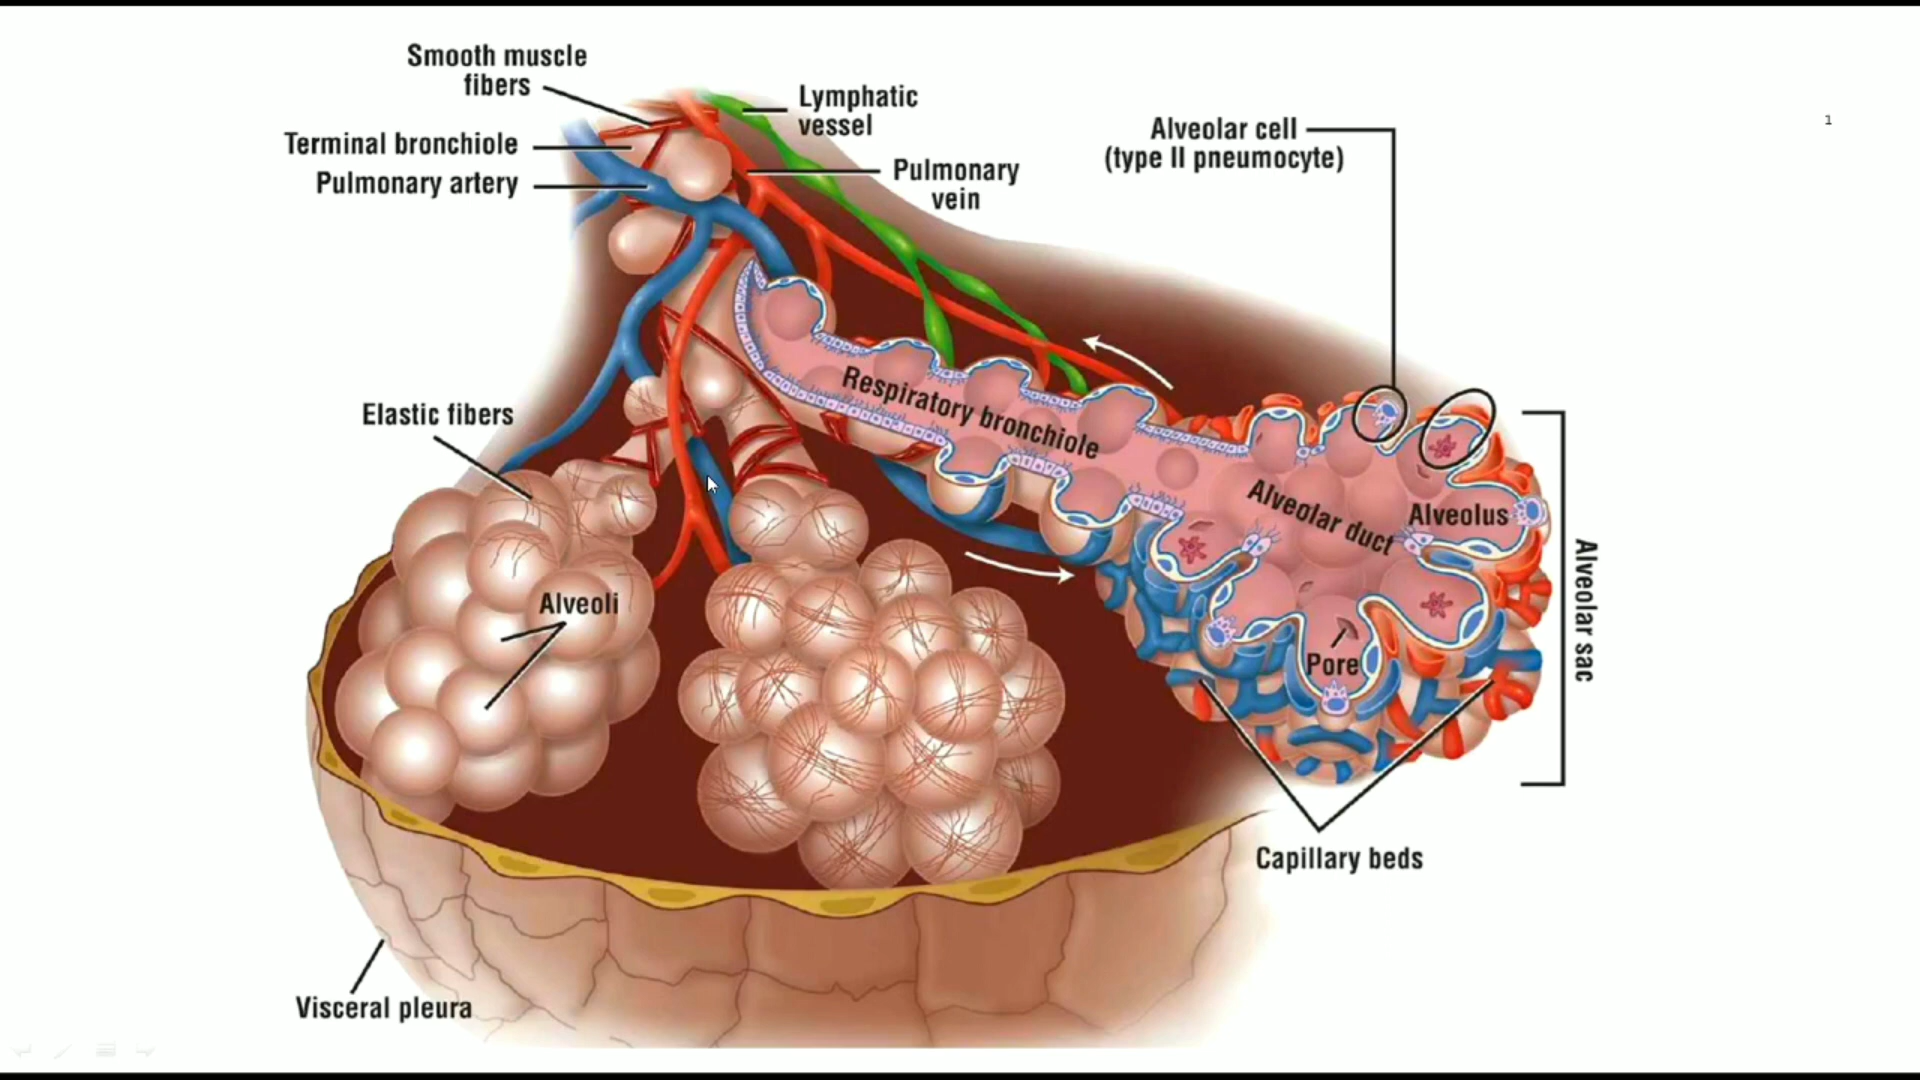 Smooth muscle
fibers
Lymphatic
vessel
Terminal bronchiole
Pulmonary artery
Pulmonary
vein
Alveolar cell
(type II pneumocyte)
1
Respiratory bronchiole
Elastic fibers
Alveolar duct
Alveolus
Alveolar sac
Alveoli
Pore
Capillary beds
Visceral pleura